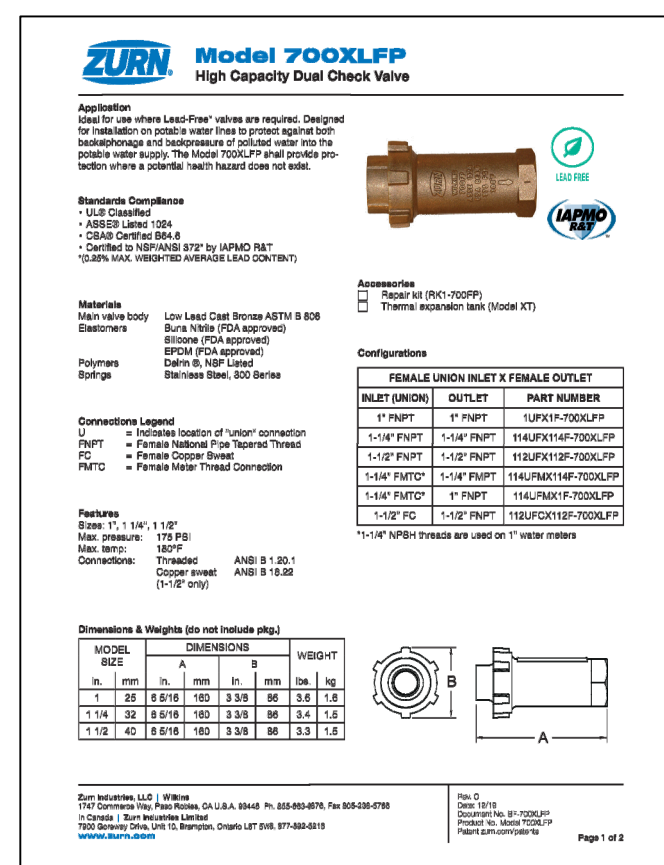 ZURN
Model 700XLFP
High Capacity Dual Check Valve
Application
Ideal for use where Lead-Free* valves are required. Designed
for installation on potable water lines to protect against both
backsiphonage and backpressure of polluted water into the
potable water supply. The Model 700XLFP shall provide pro-
tection where a potential health hazard does not exist.
LEAD FREE
IAPMO
R&T
Standards Compliance
• UL® Classified
• ASSE® Listed 1024
• CSA® Certified B64.6
• Certified to NSF/ANSI 372* by IAPMO R&T
*(0.25% MAX. WEIGHTED AVERAGE LEAD CONTENT)
Accessories
Repair kit (RK1-700FP)
Thermal expansion tank (Model XT)
Materials
Main valve body Low Lead Cast Bronze ASTM B
Elastomers Buna Nitrile (FDA approved)
Silicone (FDA approved)
EPDM (FDA approved)
Polymers Delrin ®, NSF Listed
Springs Stainless Steel, 300 Series
Configurations
FEMALE UNION INLET X FEMALE OUTLET
INLET (UNION) OUTLET PART NUMBER
1" FNPT 1" FNPT 1UFX1F-700XLFP
1-1/4" FNPT 1-1/4" FNPT 114UFX114F-700XLFP
1-1/2" FNPT 1-1/2" FNPT 112UFX112F-700XLFP
1-1/4" FMTC* 1-1/4" FMPT 114UFMX114F-700XLFP
1-1/4" FMTC* 1" FNPT 114UFMX1F-700XLFP
1-1/2" FC 1-1/2" FNPT 112UFCX112F-700XLFP
*1-1/4" NPSH threads are used on 1" water meters
Connections Legend
U = Indicates location of "union" connection
FNPT = Female National Pipe Tapered Thread
FC = Female Copper Sweat
FMTC = Female Meter Thread Connection
Features
Sizes: 1", 1 1/4", 1 1/2"
Max. pressure: 175 PSI
Max. temp: 180°F
Connections: Threaded ANSI B 1.20.1
Copper sweat ANSI B 16.22
(1-1/2" only)
Dimensions & Weights (do not include pkg.)
MODEL SIZE DIMENSIONS WEIGHT
A B
in. mm in. mm in. mm lbs. kg
1 25 6 5/16 160 3 3/8 86 3.6 1.6
1 1/4 32 6 5/16 160 3 3/8 86 3.4 1.5
1 1/2 40 6 5/16 160 3 3/8 86 3.3 1.5
B
A
Zurn Industries, LLC | Wilkins
1747 Commerce Way, Paso Robles, CA U.S.A. 93446 Ph. 855-663-9876, Fax 805-238-5766
In Canada | Zurn Industries Limited
7900 Goreway Drive, Unit 10, Brampton, Ontario L6T 5W6, 877-892-5216
www.zurn.com
Rev. C
Date: 12/19
Document No. BF-700XLFP
Product No. Model 700XLFP
Patent zurn.com/patents
Page 1 of 2